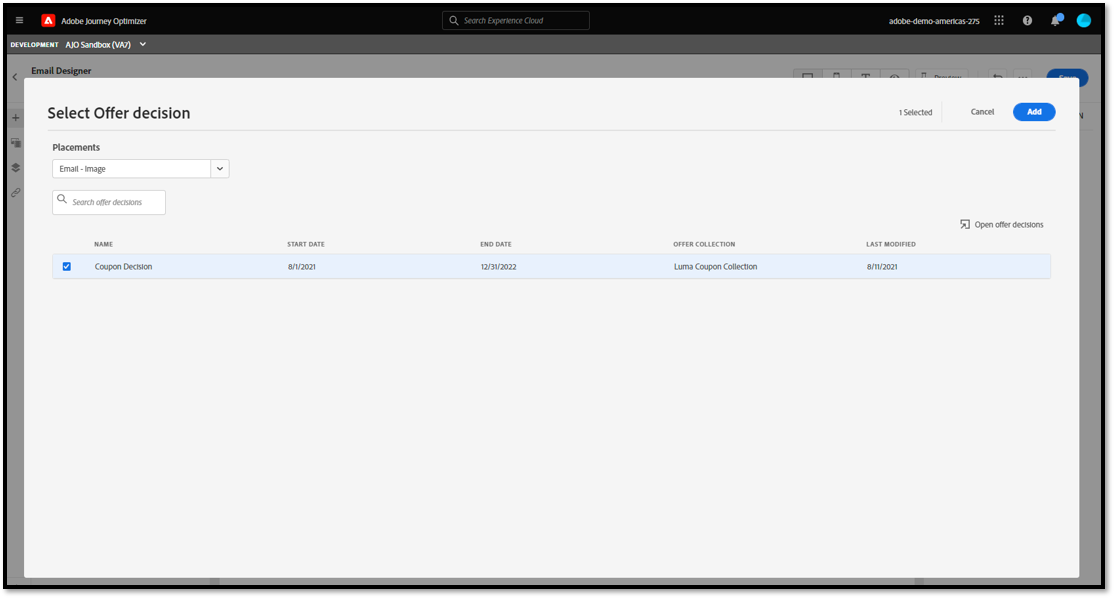 Adobe Journey Optimizer
Search Experience Cloud
adobe-demo-americas-275
DEVELOPMENT AJO Sandbox (VA7)
Email Designer
Select Offer decision
1 Selected
Cancel
Add
Placements
Email - Image
Search offer decisions
Open offer decisions
NAME START DATE END DATE OFFER COLLECTION LAST MODIFIED
Coupon Decision 8/1/2021 12/31/2022 Luma Coupon Collection 8/11/2021